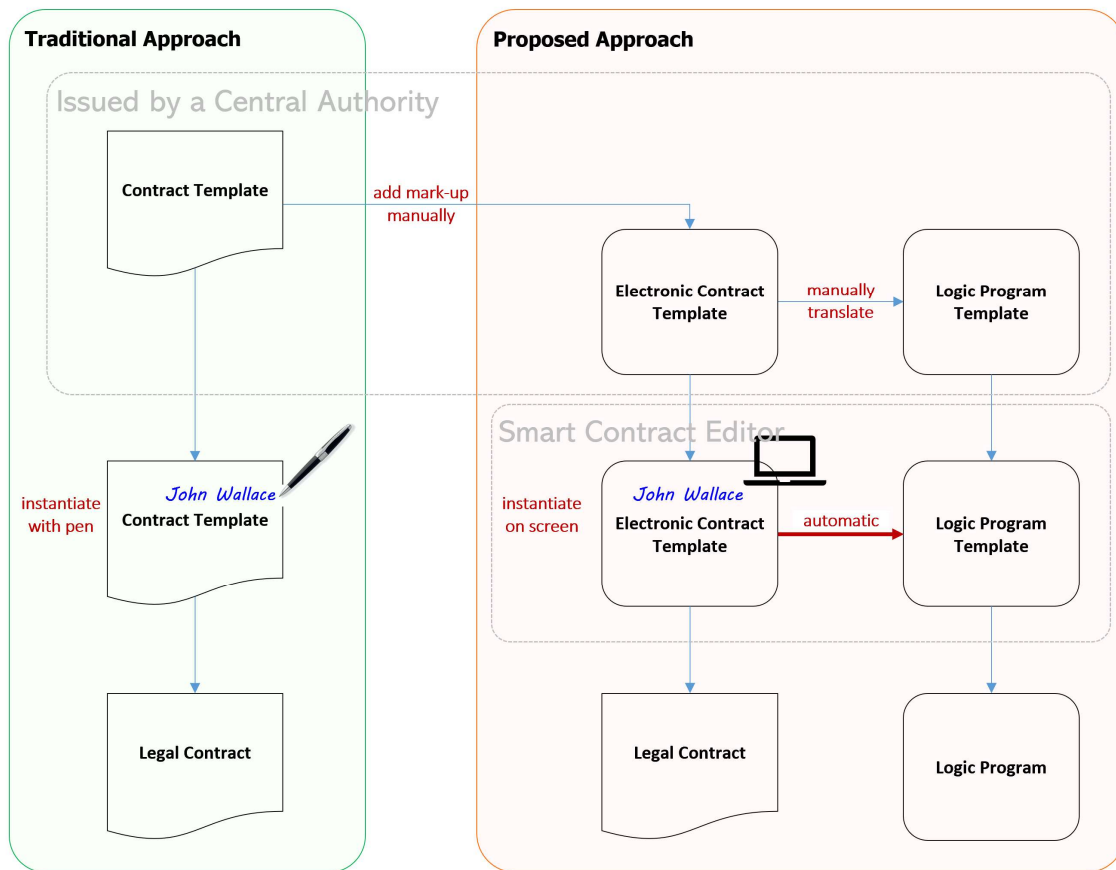 Traditional Approach
Proposed Approach
Issued by a Central Authority
Contract Template
add mark-up
manually
Electronic Contract
Template
manually
translate
Logic Program
Template
Smart Contract Editor
instantiate
with pen
John Wallace
Contract Template
instantiate
on screen
John Wallace
Electronic Contract
Template
automatic
Logic Program
Template
Legal Contract
Legal Contract
Logic Program